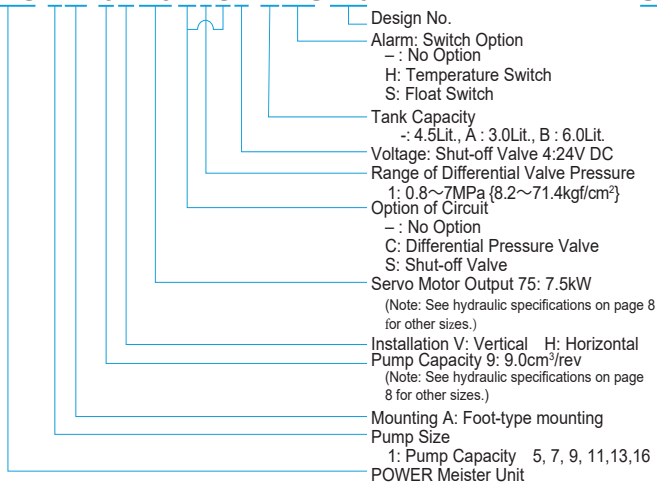 Design No.
Alarm: Switch Option
– : No Option
H: Temperature Switch
S: Float Switch
Tank Capacity
-: 4.5Lit., A : 3.0Lit., B : 6.0Lit.
Voltage: Shut-off Valve 4:24V DC
Range of Differential Valve Pressure
1: 0.8～7MPa {8.2～71.4kgf/cm²}
Option of Circuit
– : No Option
C: Differential Pressure Valve
S: Shut-off Valve
Servo Motor Output 75: 7.5kW
(Note: See hydraulic specifications on page 8
for other sizes.)
Installation V: Vertical H: Horizontal
Pump Capacity 9: 9.0cm³/rev
(Note: See hydraulic specifications on page
8 for other sizes.)
Mounting A: Foot-type mounting
Pump Size
1: Pump Capacity 5, 7, 9, 11,13,16
POWER Meister Unit